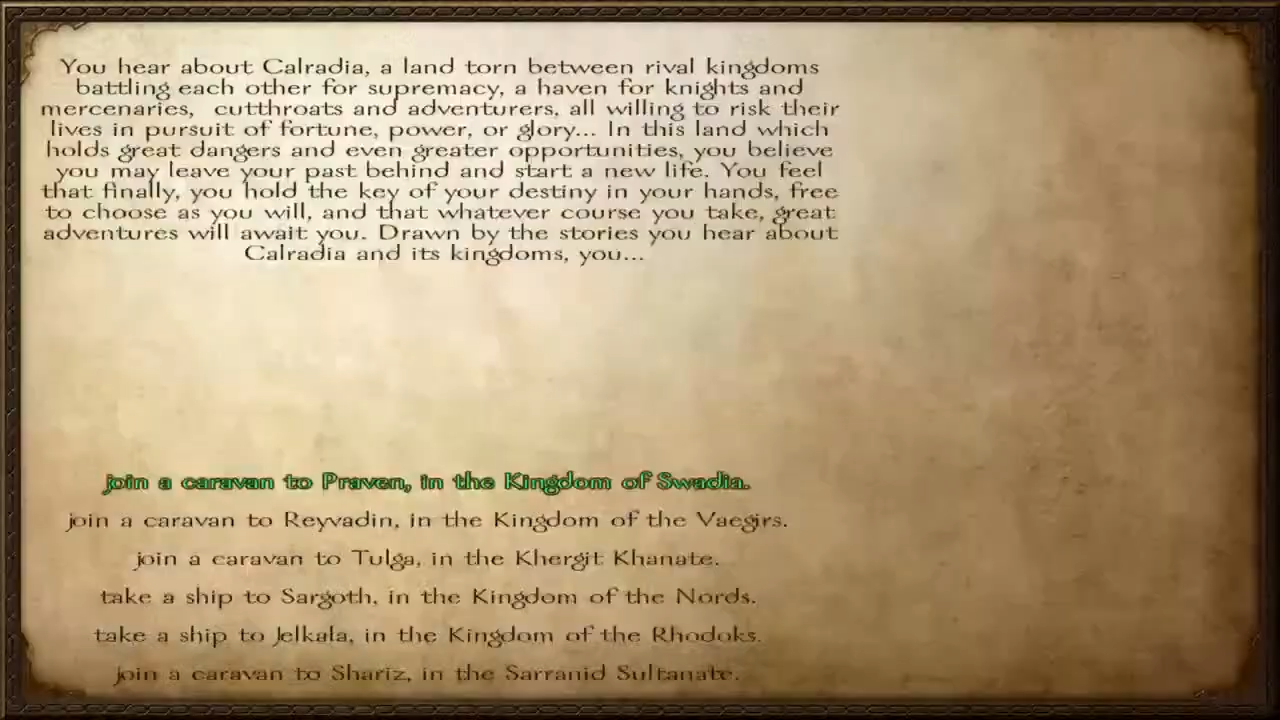 You hear about Calradia, a land torn between rival kingdoms
battling each other for supremacy, a haven for knights and
mercenaries,  cutthroats and adventurers, all willing to risk their
lives in pursuit of fortune, power, or glory... In this land which
holds great dangers and even greater opportunities, you believe
you may leave your past behind and start a new life. You feel
that finally, you hold the key of your destiny in your hands, free
to choose as you will, and that whatever course you take, great
adventures will await you. Drawn by the stories you hear about
Calradia and its kingdoms, you...
join a caravan to Praven, in the Kingdom of Swadia.
join a caravan to Reyvadin, in the Kingdom of the Vaegirs.
join a caravan to Tulga, in the Khergit Khanate.
take a ship to Sargoth, in the Kingdom of the Nords.
take a ship to Jelkala, in the Kingdom of the Rhodoks.
join a caravan to Shariz, in the Sarranid Sultanate.